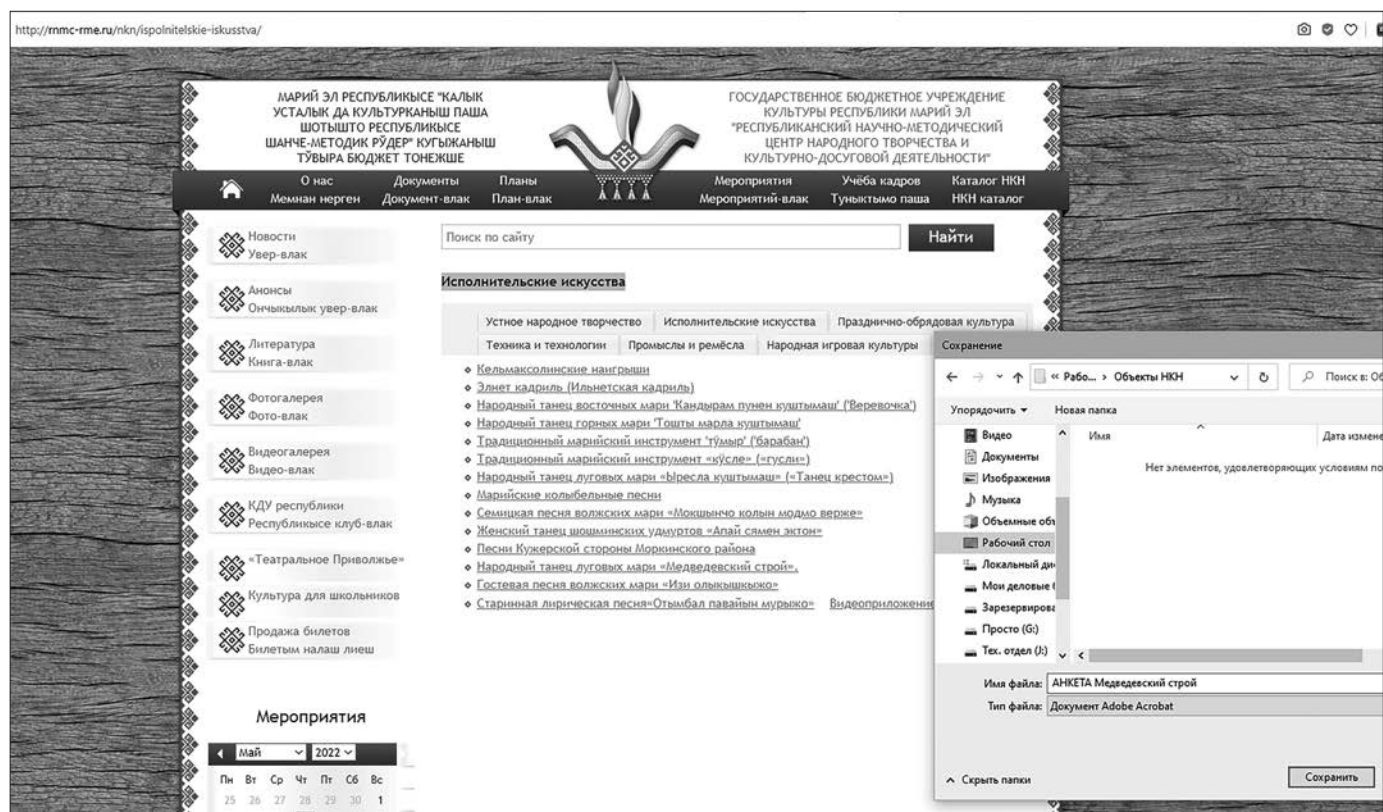 http://rnmc-rme.ru/nkn/ispolnitelskie-iskusstva/
МАРИЙ ЭЛ РЕСПУБЛИКЫСЕ "КАЛЫК
УСТАЛЫК ДА КУЛЬТУРКАНЫШ ПАША
ШОТЫШТО РЕСПУБЛИКЫСЕ
ШАНЧЕ-МЕТОДИК РӰДЕР" КУГЫЖАНЫШ
ТӰВЫРА БЮДЖЕТ ТОНЕЖШЕ
ГОСУДАРСТВЕННОЕ БЮДЖЕТНОЕ УЧРЕЖДЕНИЕ
КУЛЬТУРЫ РЕСПУБЛИКИ МАРИЙ ЭЛ
"РЕСПУБЛИКАНСКИЙ НАУЧНО-МЕТОДИЧЕСКИЙ
ЦЕНТР НАРОДНОГО ТВОРЧЕСТВА И
КУЛЬТУРНО-ДОСУГОВОЙ ДЕЯТЕЛЬНОСТИ"
О нас Документы Планы Мероприятия Учёба кадров Каталог НКН
Мемнан нерген Документ-влак План-влак Мероприятий-влак Туныктымо паша НКН каталог
Новости
Увер-влак
Анонсы
Ончыкылык увер-влак
Литература
Книга-влак
Фотогалерея
Фото-влак
Видеогалерея
Видео-влак
КДУ республики
Республикысе клуб-влак
«Театральное Приволжье»
Культура для школьников
Продажа билетов
Билетым налаш лиеш
Мероприятия
Май 2022
Пн Вт Ср Чт Пт Сб Вс
25 26 27 28 29 30 1
Поиск по сайту Найти
Исполнительские искусства
Устное народное творчество Исполнительские искусства Празднично-обрядовая культура
Техника и технологии Промыслы и ремёсла Народная игровая культуры
Кельмаксолинские наигрыши
Элнет кадриль (Ильнетская кадриль)
Народный танец восточных мари 'Кандырам пунен куштымаш' ('Веревочка')
Народный танец горных мари 'Тошты марла куштымаш'
Традиционный марийский инструмент 'тӱмыр' ('барабан')
Традиционный марийский инструмент «кӱсле» («гусли»)
Народный танец луговых мари «Ыресла куштымаш» («Танец крестом»)
Марийские колыбельные песни
Семицкая песня волжских мари «Мокшынчо колын модмо верже»
Женский танец шошминских удмуртов «Апай сямен эктон»
Песни Кужерской стороны Моркинского района
Народный танец луговых мари «Медведевский строй».
Гостевая песня волжских мари «Изи олыкышкыжо»
Старинная лирическая песня«Отымбал павайын мурыжо» Видеоприложение
Сохранение
« Рабо... › Объекты НКН Поиск в: Об
Упорядочить Новая папка
Видео
Документы
Изображения
Музыка
Объемные объ
Рабочий стол
Локальный ди
Мои деловые
Зарезервирова
Просто (G:)
Тех. отдел (J:)
Имя Дата измене
Нет элементов, удовлетворяющих условиям по
Имя файла: АНКЕТА Медведевский строй
Тип файла: Документ Adobe Acrobat
Скрыть папки Сохранить